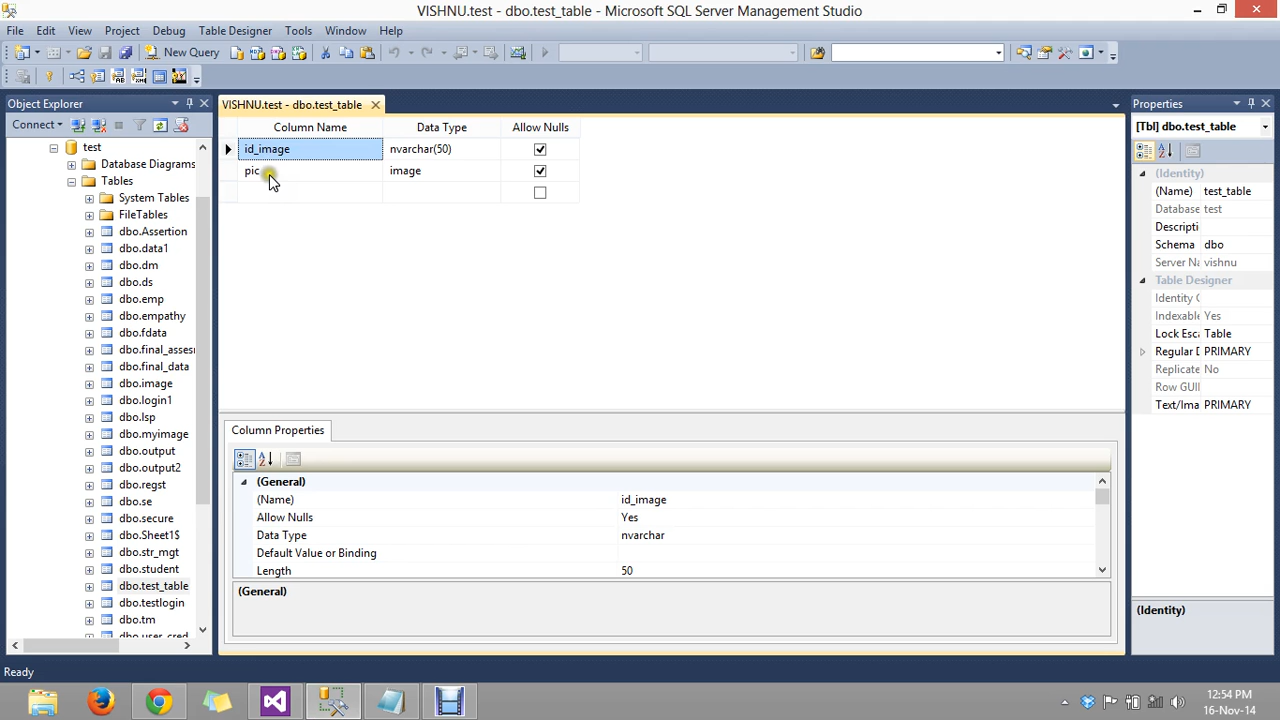 VISHNU.test - dbo.test_table - Microsoft SQL Server Management Studio
File Edit View Project Debug Table Designer Tools Window Help
New Query
Object Explorer
Connect
test
Database Diagrams
Tables
System Tables
FileTables
dbo.Assertion
dbo.data1
dbo.dm
dbo.ds
dbo.emp
dbo.empathy
dbo.fdata
dbo.final_assesr
dbo.final_data
dbo.image
dbo.login1
dbo.lsp
dbo.myimage
dbo.output
dbo.output2
dbo.regst
dbo.se
dbo.secure
dbo.Sheet1$
dbo.str_mgt
dbo.student
dbo.test_table
dbo.testlogin
dbo.tm
dbo.user_cred
VISHNU.test - dbo.test_table
Column Name Data Type Allow Nulls
id_image nvarchar(50)
pic image
Column Properties
(General)
(Name) id_image
Allow Nulls Yes
Data Type nvarchar
Default Value or Binding
Length 50
(General)
Properties
[Tbl] dbo.test_table
(Identity)
(Name) test_table
Database test
Descripti
Schema dbo
Server Na vishnu
Table Designer
Identity C
Indexable Yes
Lock Esca Table
Regular D PRIMARY
Replicate No
Row GUI
Text/Ima PRIMARY
(Identity)
Ready
12:54 PM
16-Nov-14